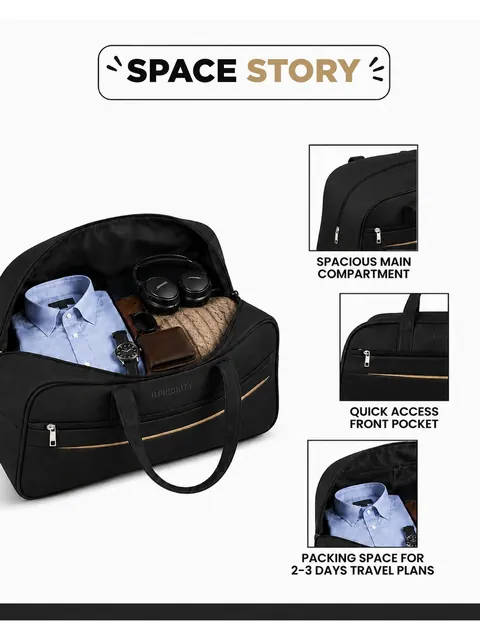 SPACE STORY
SPACIOUS MAIN
COMPARTMENT
QUICK ACCESS
FRONT POCKET
PACKING SPACE FOR
2-3 DAYS TRAVEL PLANS